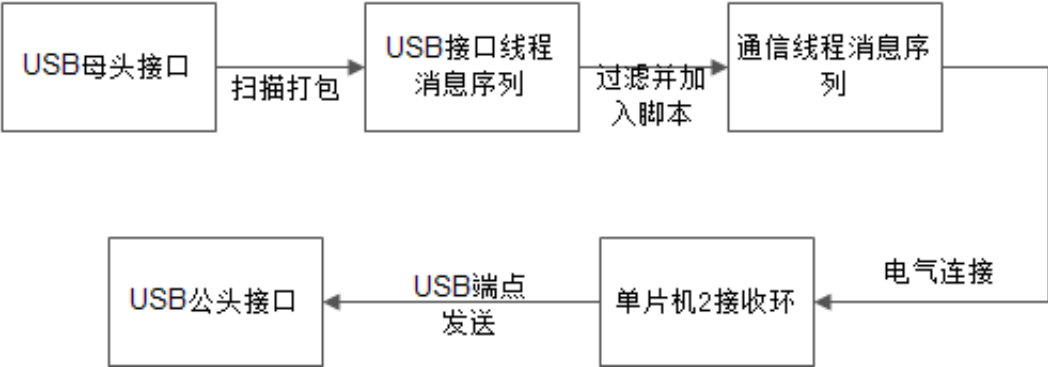 USB母头接口
扫描打包
USB接口线程
消息序列
过滤并加
入脚本
通信线程消息序
列
电气连接
单片机2接收环
USB端点
发送
USB公头接口